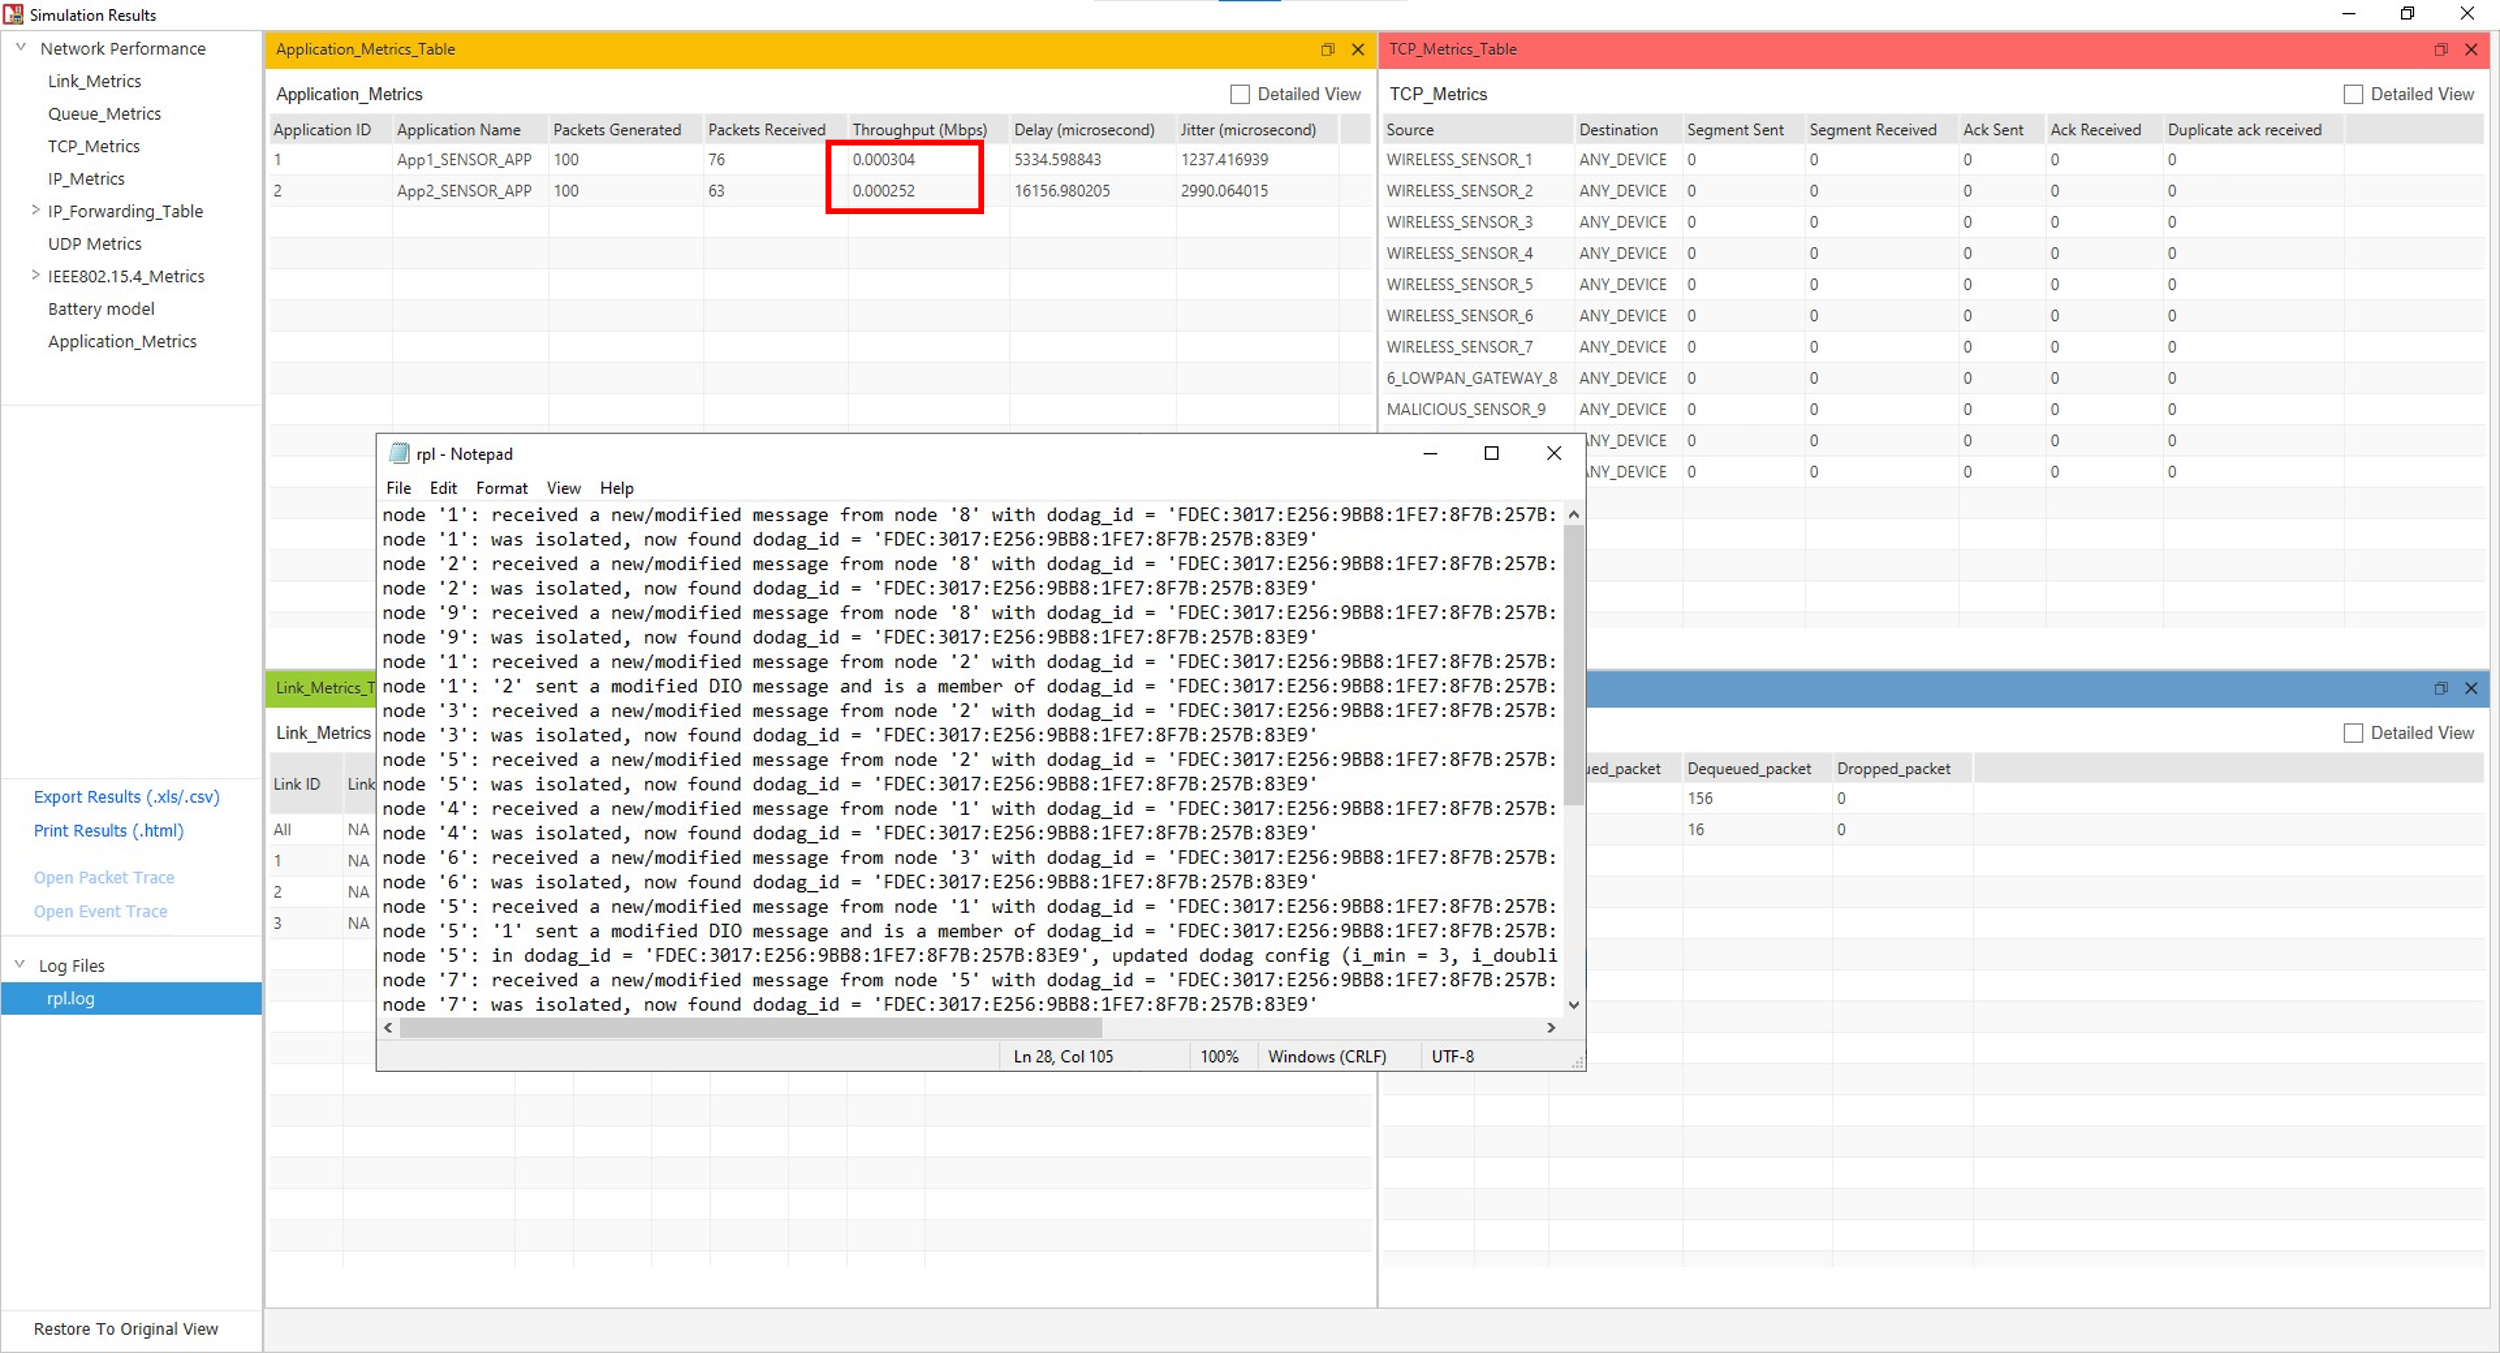 Simulation Results
Network Performance
Link_Metrics
Queue_Metrics
TCP_Metrics
IP_Metrics
IP_Forwarding_Table
UDP Metrics
IEEE802.15.4_Metrics
Battery model
Application_Metrics
Export Results (.xls/.csv)
Print Results (.html)
Open Packet Trace
Open Event Trace
Log Files
rpl.log
Restore To Original View
Application_Metrics_Table
Application_Metrics Detailed View
Application ID Application Name Packets Generated Packets Received Throughput (Mbps) Delay (microsecond) Jitter (microsecond)
1 App1_SENSOR_APP 100 76 0.000304 5334.598843 1237.416939
2 App2_SENSOR_APP 100 63 0.000252 16156.980205 2990.064015
TCP_Metrics_Table
TCP_Metrics Detailed View
Source Destination Segment Sent Segment Received Ack Sent Ack Received Duplicate ack received
WIRELESS_SENSOR_1 ANY_DEVICE 0 0 0 0 0
WIRELESS_SENSOR_2 ANY_DEVICE 0 0 0 0 0
WIRELESS_SENSOR_3 ANY_DEVICE 0 0 0 0 0
WIRELESS_SENSOR_4 ANY_DEVICE 0 0 0 0 0
WIRELESS_SENSOR_5 ANY_DEVICE 0 0 0 0 0
WIRELESS_SENSOR_6 ANY_DEVICE 0 0 0 0 0
WIRELESS_SENSOR_7 ANY_DEVICE 0 0 0 0 0
6_LOWPAN_GATEWAY_8 ANY_DEVICE 0 0 0 0 0
MALICIOUS_SENSOR_9 ANY_DEVICE 0 0 0 0 0
NY_DEVICE 0 0 0 0 0
NY_DEVICE 0 0 0 0 0
rpl - Notepad
File Edit Format View Help
node '1': received a new/modified message from node '8' with dodag_id = 'FDEC:3017:E256:9BB8:1FE7:8F7B:257B:
node '1': was isolated, now found dodag_id = 'FDEC:3017:E256:9BB8:1FE7:8F7B:257B:83E9'
node '2': received a new/modified message from node '8' with dodag_id = 'FDEC:3017:E256:9BB8:1FE7:8F7B:257B:
node '2': was isolated, now found dodag_id = 'FDEC:3017:E256:9BB8:1FE7:8F7B:257B:83E9'
node '9': received a new/modified message from node '8' with dodag_id = 'FDEC:3017:E256:9BB8:1FE7:8F7B:257B:
node '9': was isolated, now found dodag_id = 'FDEC:3017:E256:9BB8:1FE7:8F7B:257B:83E9'
node '1': received a new/modified message from node '2' with dodag_id = 'FDEC:3017:E256:9BB8:1FE7:8F7B:257B:
node '1': '2' sent a modified DIO message and is a member of dodag_id = 'FDEC:3017:E256:9BB8:1FE7:8F7B:257B:
node '3': received a new/modified message from node '2' with dodag_id = 'FDEC:3017:E256:9BB8:1FE7:8F7B:257B:
node '3': was isolated, now found dodag_id = 'FDEC:3017:E256:9BB8:1FE7:8F7B:257B:83E9'
node '5': received a new/modified message from node '2' with dodag_id = 'FDEC:3017:E256:9BB8:1FE7:8F7B:257B:
node '5': was isolated, now found dodag_id = 'FDEC:3017:E256:9BB8:1FE7:8F7B:257B:83E9'
node '4': received a new/modified message from node '1' with dodag_id = 'FDEC:3017:E256:9BB8:1FE7:8F7B:257B:
node '4': was isolated, now found dodag_id = 'FDEC:3017:E256:9BB8:1FE7:8F7B:257B:83E9'
node '6': received a new/modified message from node '3' with dodag_id = 'FDEC:3017:E256:9BB8:1FE7:8F7B:257B:
node '6': was isolated, now found dodag_id = 'FDEC:3017:E256:9BB8:1FE7:8F7B:257B:83E9'
node '5': received a new/modified message from node '1' with dodag_id = 'FDEC:3017:E256:9BB8:1FE7:8F7B:257B:
node '5': '1' sent a modified DIO message and is a member of dodag_id = 'FDEC:3017:E256:9BB8:1FE7:8F7B:257B:
node '5': in dodag_id = 'FDEC:3017:E256:9BB8:1FE7:8F7B:257B:83E9', updated dodag config (i_min = 3, i_doubli
node '7': received a new/modified message from node '5' with dodag_id = 'FDEC:3017:E256:9BB8:1FE7:8F7B:257B:
node '7': was isolated, now found dodag_id = 'FDEC:3017:E256:9BB8:1FE7:8F7B:257B:83E9'
Ln 28, Col 105 100% Windows (CRLF) UTF-8
Link_Metrics_T
Link_Metrics
Link ID Link
All NA
1 NA
2 NA
3 NA
Detailed View
ued_packet Dequeued_packet Dropped_packet
156 0
16 0